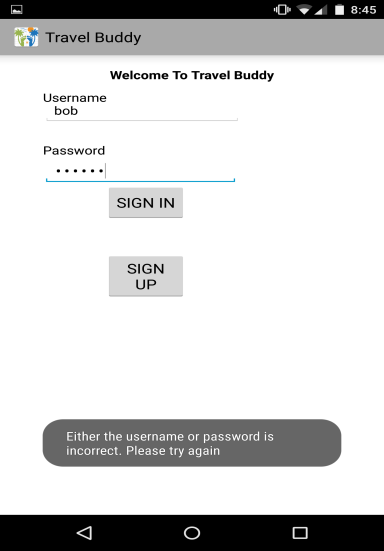 8:45
Travel Buddy
Welcome To Travel Buddy
Username
bob
Password
••••••
SIGN IN
SIGN
UP
Either the username or password is
incorrect. Please try again